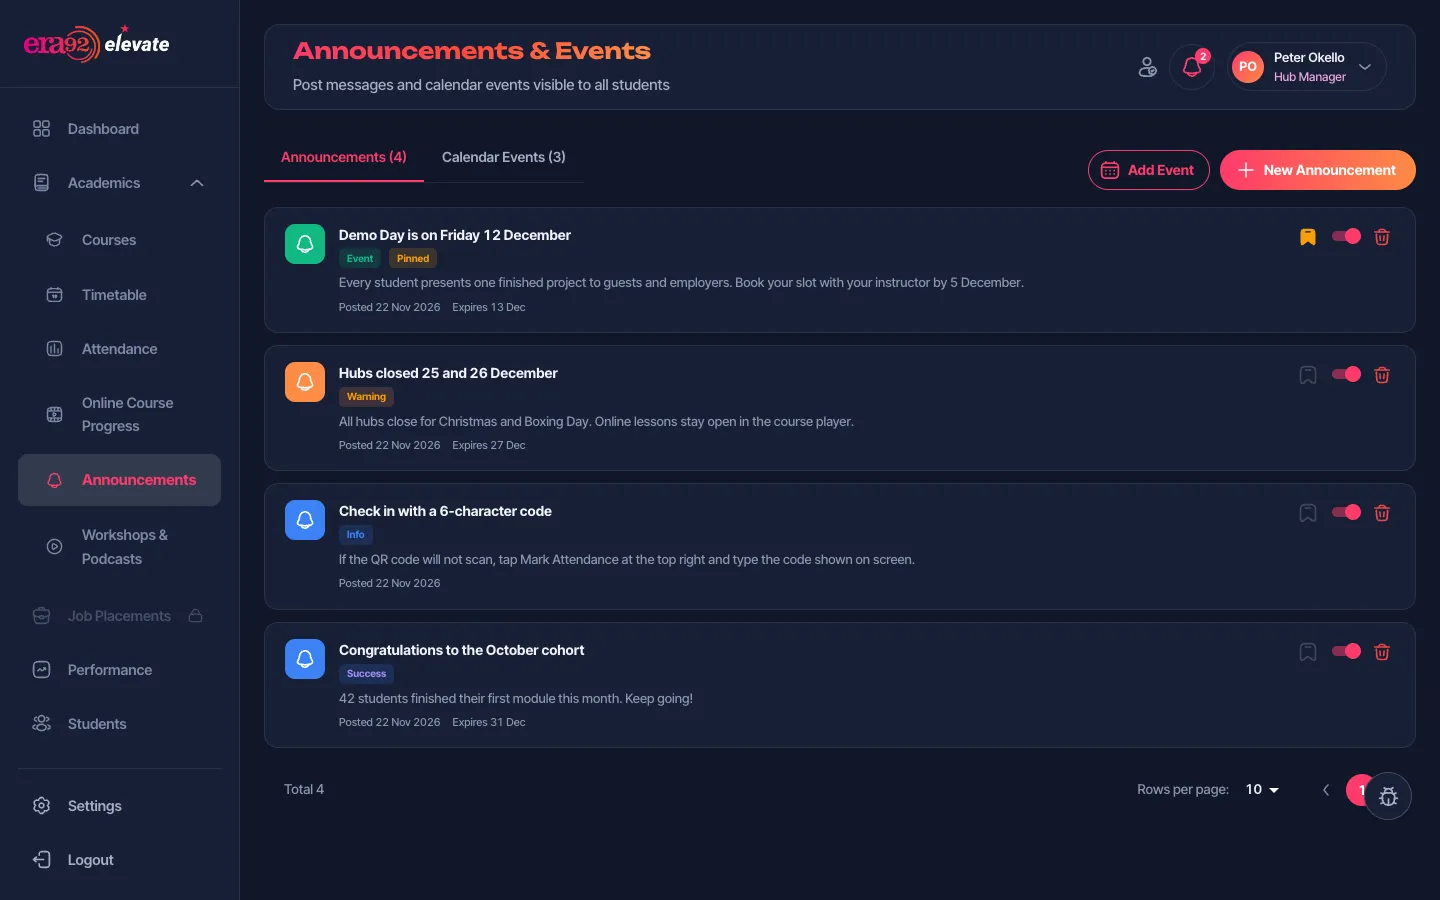 era92 elevate
Announcements & Events
Post messages and calendar events visible to all students
2
PO
Peter Okello
Hub Manager
Dashboard
Academics
Courses
Timetable
Attendance
Online Course
Progress
Announcements
Workshops &
Podcasts
Job Placements
Performance
Students
Settings
Logout
Announcements (4)
Calendar Events (3)
Add Event
New Announcement
Demo Day is on Friday 12 December
Event
Pinned
Every student presents one finished project to guests and employers. Book your slot with your instructor by 5 December.
Posted 22 Nov 2026
Expires 13 Dec
Hubs closed 25 and 26 December
Warning
All hubs close for Christmas and Boxing Day. Online lessons stay open in the course player.
Posted 22 Nov 2026
Expires 27 Dec
Check in with a 6-character code
Info
If the QR code will not scan, tap Mark Attendance at the top right and type the code shown on screen.
Posted 22 Nov 2026
Congratulations to the October cohort
Success
42 students finished their first module this month. Keep going!
Posted 22 Nov 2026
Expires 31 Dec
Total 4
Rows per page:
10
1